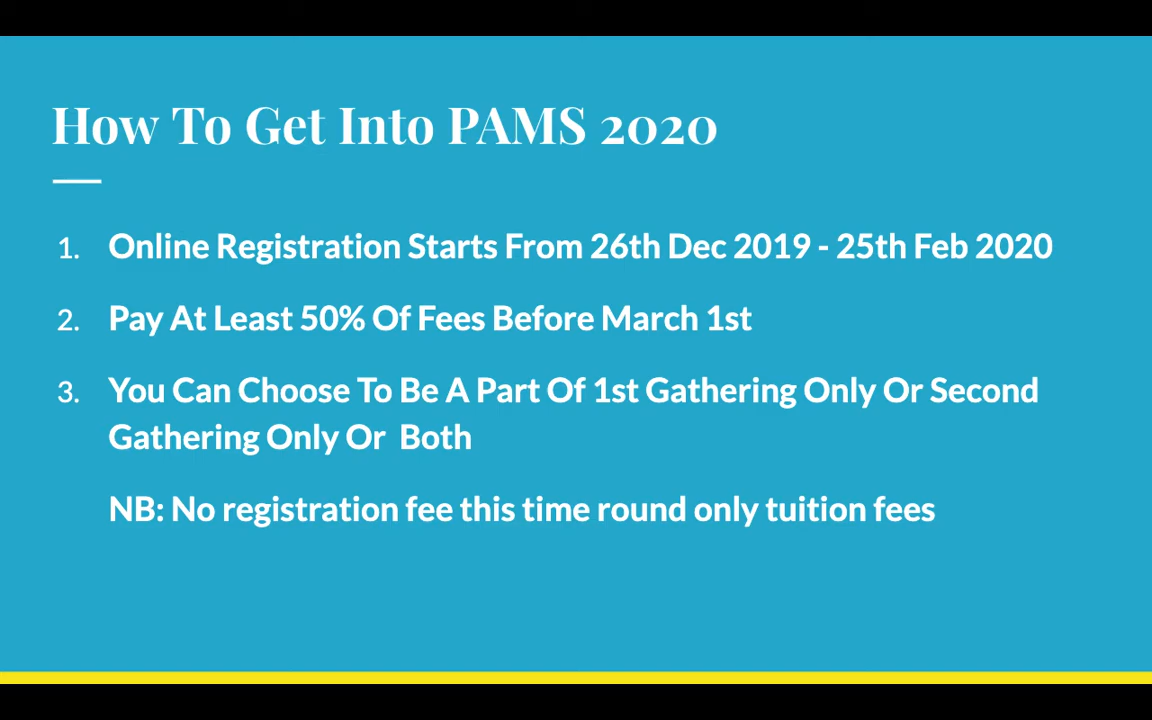 How To Get Into PAMS 2020
1. Online Registration Starts From 26th Dec 2019 - 25th Feb 2020
2. Pay At Least 50% Of Fees Before March 1st
3. You Can Choose To Be A Part Of 1st Gathering Only Or Second
Gathering Only Or Both
NB: No registration fee this time round only tuition fees